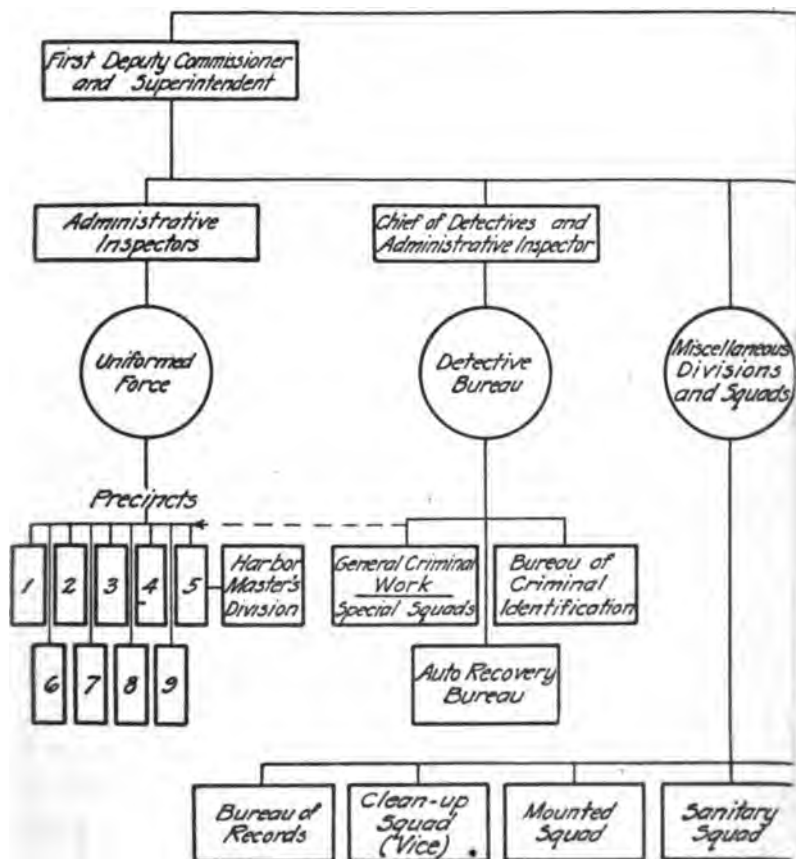 First Deputy Commissioner
and Superintendent
Administrative
Inspectors
Chief of Detectives and
Administrative Inspector
Uniformed
Force
Detective
Bureau
Miscellaneous
Divisions
and Squads
Precincts
1
2
3
4
5
Harbor
Master's
Division
General Criminal
Work
Special Squads
Bureau of
Criminal
Identification
6
7
8
9
Auto Recovery
Bureau
Bureau of
Records
Clean-up
Squad
(Vice)
Mounted
Squad
Sanitary
Squad